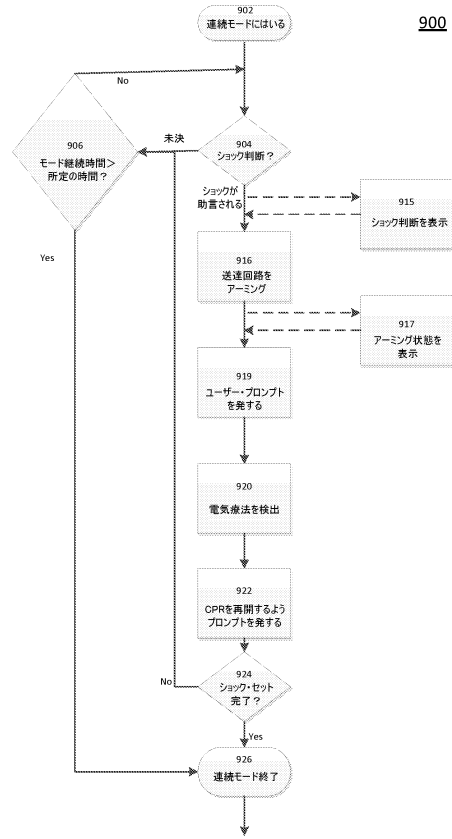 900
902
連続モードにはいる
No
906
モード継続時間＞
所定の時間？
未決
904
ショック判断？
ショックが
助言される
915
ショック判断を表示
Yes
916
送達回路を
アーミング
917
アーミング状態を
表示
919
ユーザー・プロンプト
を発する
920
電気療法を検出
922
CPRを再開するよう
プロンプトを発する
924
ショック・セット
完了？
No
Yes
926
連続モード終了